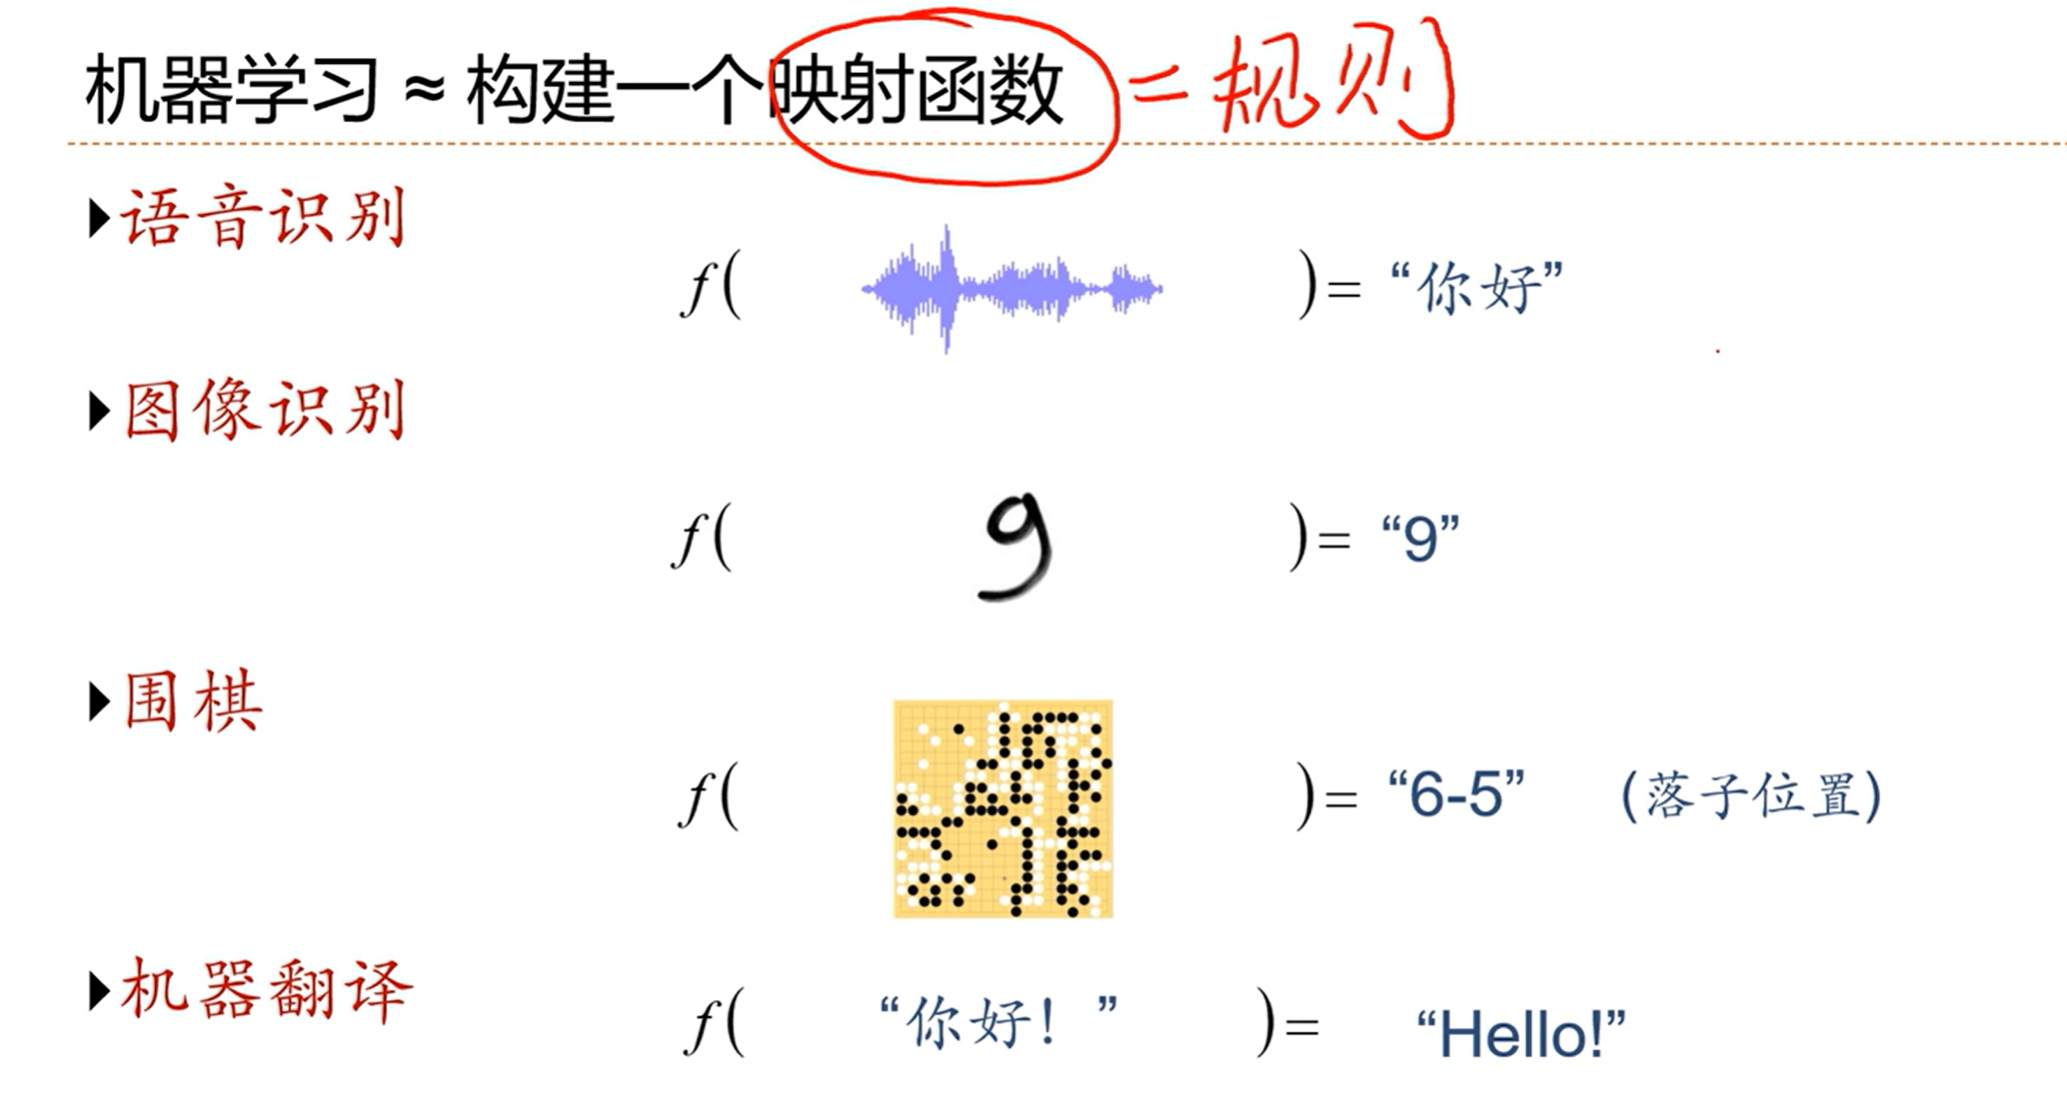 机器学习 ≈ 构建一个映射函数 = 规则
语音识别
f( ) = “你好”
图像识别
f( 9 ) = “9”
围棋
f( ) = “6-5” (落子位置)
机器翻译
f( “你好！” ) = “Hello!”